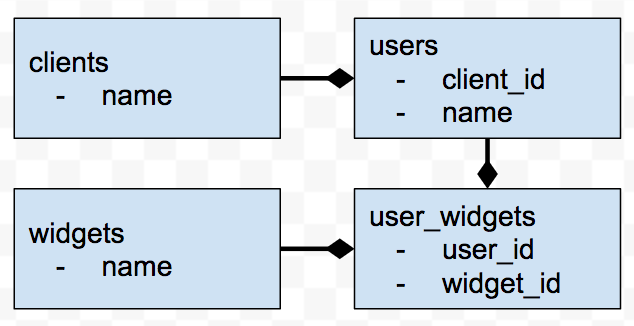 clients
- name
users
- client_id
- name
widgets
- name
user_widgets
- user_id
- widget_id